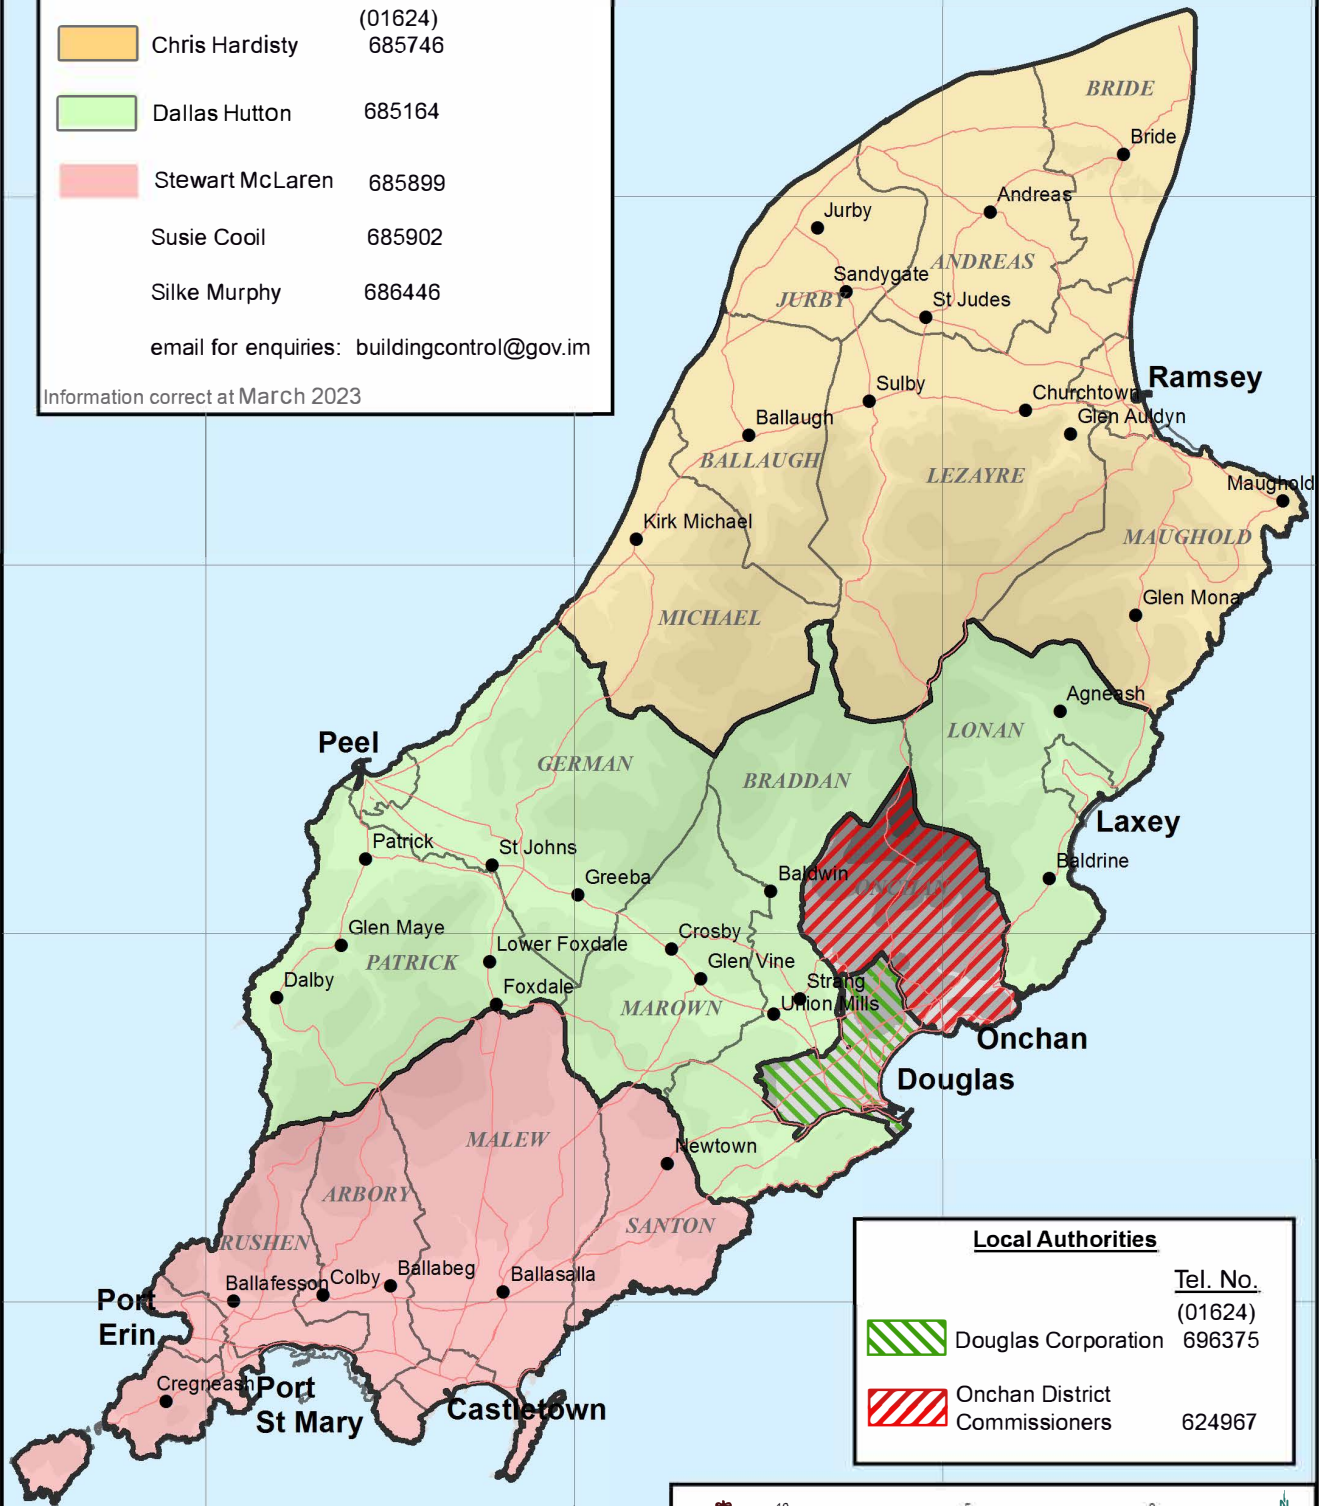 (01624)
Chris Hardisty 685746
Dallas Hutton 685164
Stewart McLaren 685899
Susie Cooil 685902
Silke Murphy 686446
email for enquiries: buildingcontrol@gov.im
Information correct at March 2023
BRIDE
Bride
Andreas
Jurby
ANDREAS
Sandygate
JURBY
St Judes
Ramsey
Sulby
Churchtown
Ballaugh
Glen Auldyn
BALLAUGH
LEZAYRE
Maughold
Kirk Michael
MAUGHOLD
Glen Mona
MICHAEL
Agneash
LONAN
Peel
GERMAN
BRADDAN
Laxey
Patrick
St Johns
Baldrine
Greeba
Baldwin
ONCHAN
Glen Maye
Crosby
Lower Foxdale
PATRICK
Glen Vine
Dalby
Foxdale
Strang
Union Mills
MAROWN
Onchan
Douglas
MALEW
Newtown
ARBORY
SANTON
RUSHEN
Ballafesson
Colby
Ballabeg
Ballasalla
Port
Erin
Cregneash
Port
St Mary
Castletown
Local Authorities
Tel. No.
(01624)
Douglas Corporation 696375
Onchan District
Commissioners 624967